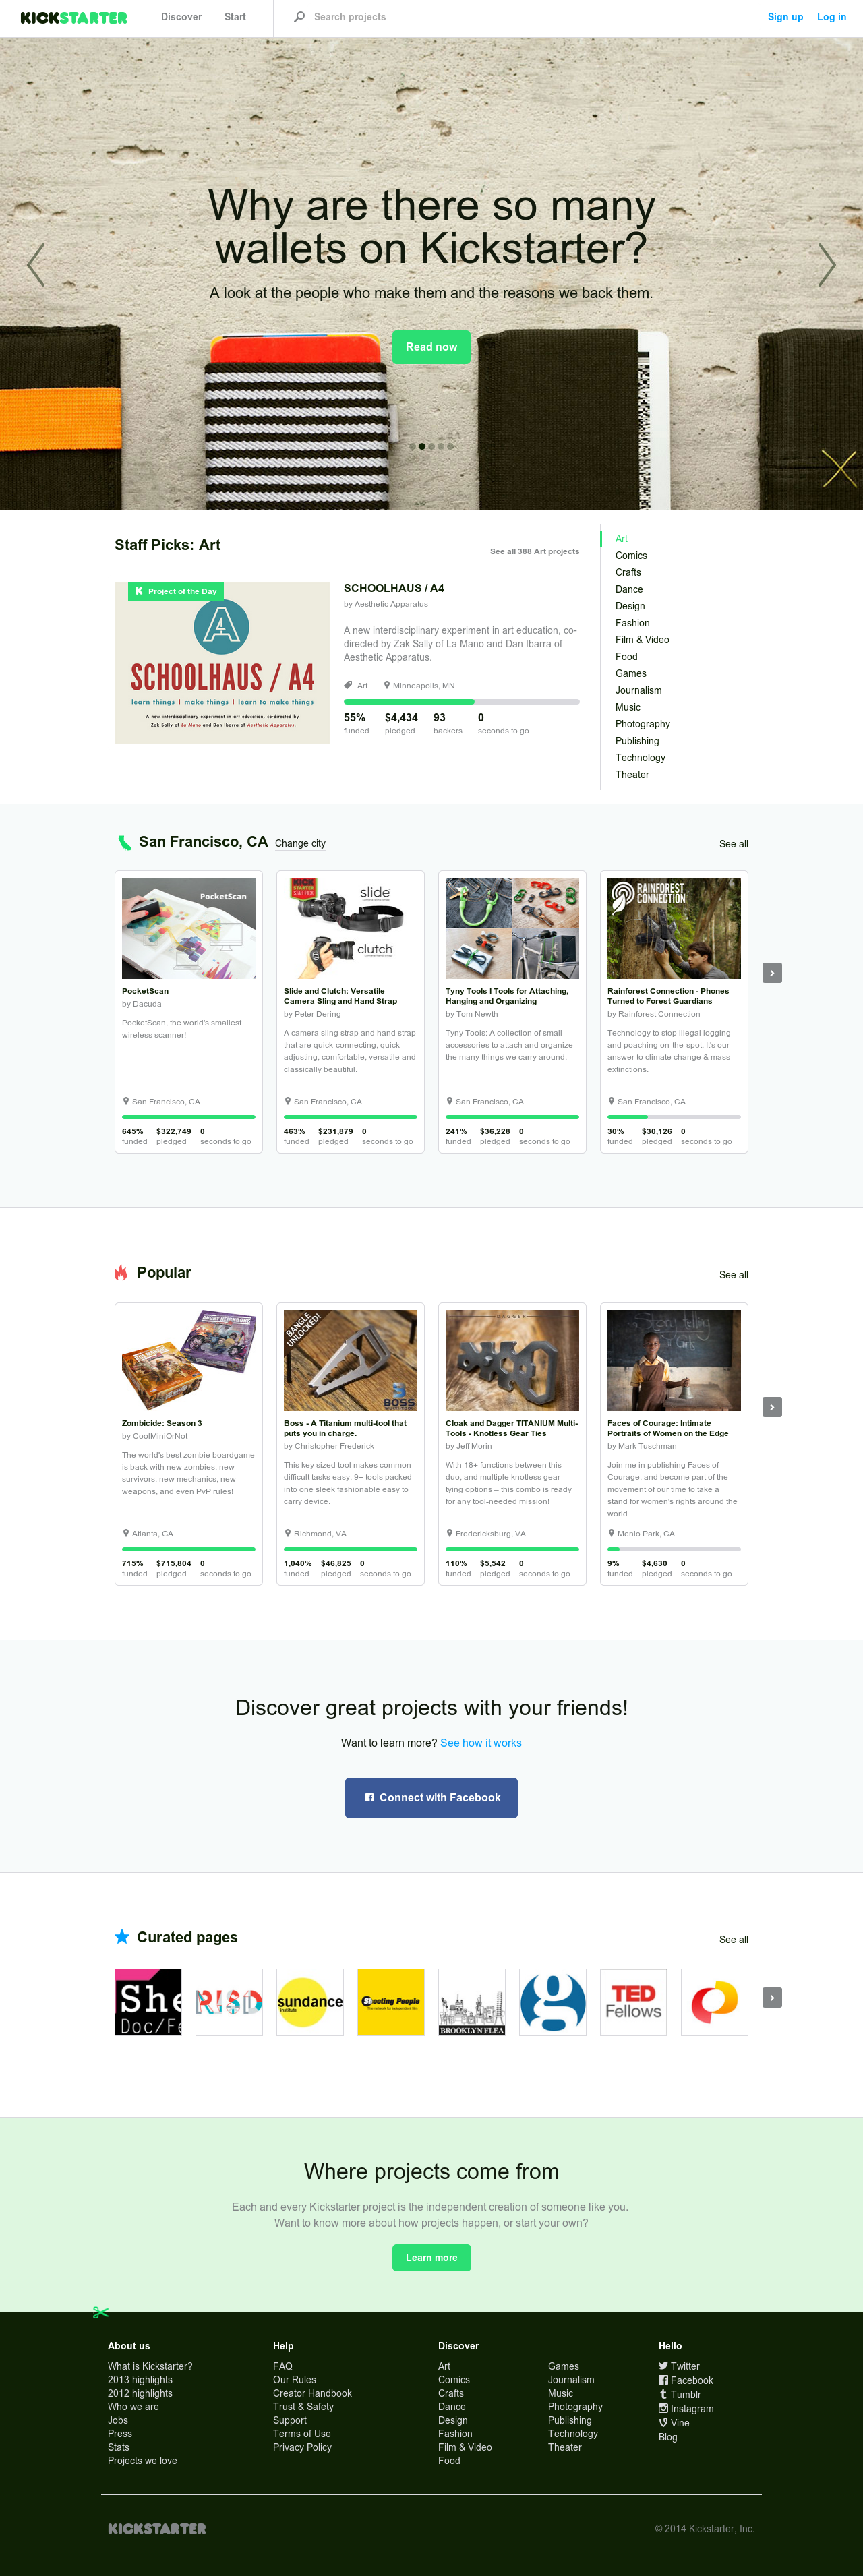 KICKSTARTER
Discover
Start
Search projects
Sign up
Log in
Why are there so many
wallets on Kickstarter?
A look at the people who make them and the reasons we back them.
Read now
Staff Picks: Art
See all 388 Art projects
Project of the Day
SCHOOLHAUS / A4
learn things | make things | learn to make things
A new interdisciplinary experiment in art education, co-directed by
Zak Sally of La Mano and Dan Ibarra of Aesthetic Apparatus.
SCHOOLHAUS / A4
by Aesthetic Apparatus
A new interdisciplinary experiment in art education, co-
directed by Zak Sally of La Mano and Dan Ibarra of
Aesthetic Apparatus.
Art
Minneapolis, MN
55% $4,434 93 0
funded pledged backers seconds to go
Art
Comics
Crafts
Dance
Design
Fashion
Film & Video
Food
Games
Journalism
Music
Photography
Publishing
Technology
Theater
San Francisco, CA Change city
See all
PocketScan
PocketScan
by Dacuda
PocketScan, the world's smallest
wireless scanner!
San Francisco, CA
645% $322,749 0
funded pledged seconds to go
KICK
STARTER
STAFF PICK
slide
clutch
Slide and Clutch: Versatile
Camera Sling and Hand Strap
by Peter Dering
A camera sling strap and hand strap
that are quick-connecting, quick-
adjusting, comfortable, versatile and
classically beautiful.
San Francisco, CA
463% $231,879 0
funded pledged seconds to go
Tyny Tools I Tools for Attaching,
Hanging and Organizing
by Tom Newth
Tyny Tools: A collection of small
accessories to attach and organize
the many things we carry around.
San Francisco, CA
241% $36,228 0
funded pledged seconds to go
RAINFOREST
CONNECTION
Rainforest Connection - Phones
Turned to Forest Guardians
by Rainforest Connection
Technology to stop illegal logging
and poaching on-the-spot. It's our
answer to climate change & mass
extinctions.
San Francisco, CA
30% $30,126 0
funded pledged seconds to go
Popular
See all
Zombicide: Season 3
by CoolMiniOrNot
The world's best zombie boardgame
is back with new zombies, new
survivors, new mechanics, new
weapons, and even PvP rules!
Atlanta, GA
715% $715,804 0
funded pledged seconds to go
BANGLE
UNLOCKED!
BOSS
Boss - A Titanium multi-tool that
puts you in charge.
by Christopher Frederick
This key sized tool makes common
difficult tasks easy. 9+ tools packed
into one sleek fashionable easy to
carry device.
Richmond, VA
1,040% $46,825 0
funded pledged seconds to go
DAGGER
Cloak and Dagger TITANIUM Multi-
Tools - Knotless Gear Ties
by Jeff Morin
With 18+ functions between this
duo, and multiple knotless gear
tying options – this combo is ready
for any tool-needed mission!
Fredericksburg, VA
110% $5,542 0
funded pledged seconds to go
Faces of Courage: Intimate
Portraits of Women on the Edge
by Mark Tuschman
Join me in publishing Faces of
Courage, and become part of the
movement of our time to take a
stand for women's rights around the
world
Menlo Park, CA
9% $4,630 0
funded pledged seconds to go
Discover great projects with your friends!
Want to learn more? See how it works
Connect with Facebook
Curated pages
See all
She
Doc/Fe
RISD
sundance
institute
Shooting People
The network by independent film
BROOKLYN FLEA
g
TED
Fellows
Where projects come from
Each and every Kickstarter project is the independent creation of someone like you.
Want to know more about how projects happen, or start your own?
Learn more
About us
What is Kickstarter?
2013 highlights
2012 highlights
Who we are
Jobs
Press
Stats
Projects we love
Help
FAQ
Our Rules
Creator Handbook
Trust & Safety
Support
Terms of Use
Privacy Policy
Discover
Art
Comics
Crafts
Dance
Design
Fashion
Film & Video
Food
Games
Journalism
Music
Photography
Publishing
Technology
Theater
Hello
Twitter
Facebook
Tumblr
Instagram
Vine
Blog
KICKSTARTER
© 2014 Kickstarter, Inc.